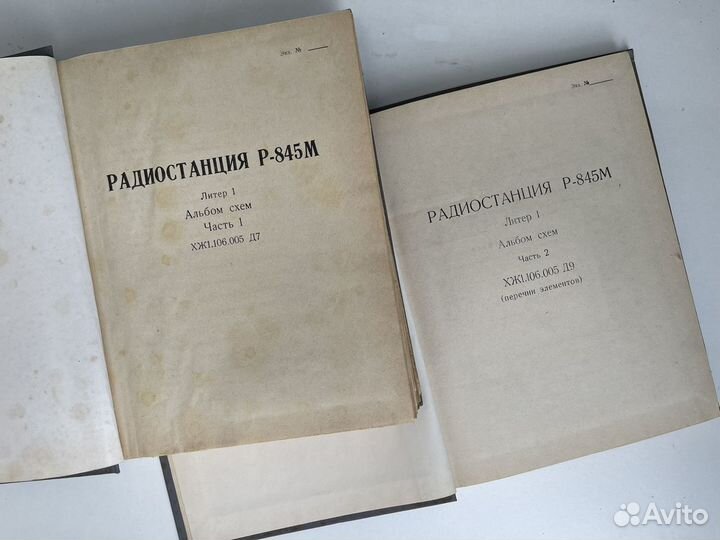 Экз. №
РАДИОСТАНЦИЯ Р-845М
Литер 1
Альбом схем
Часть 1
ХЖ1.106.005 Д7
Экз. №
РАДИОСТАНЦИЯ Р-845М
Литер 1
Альбом схем
Часть 2
ХЖ1.106.005 Д9
(перечни элементов)
Avito